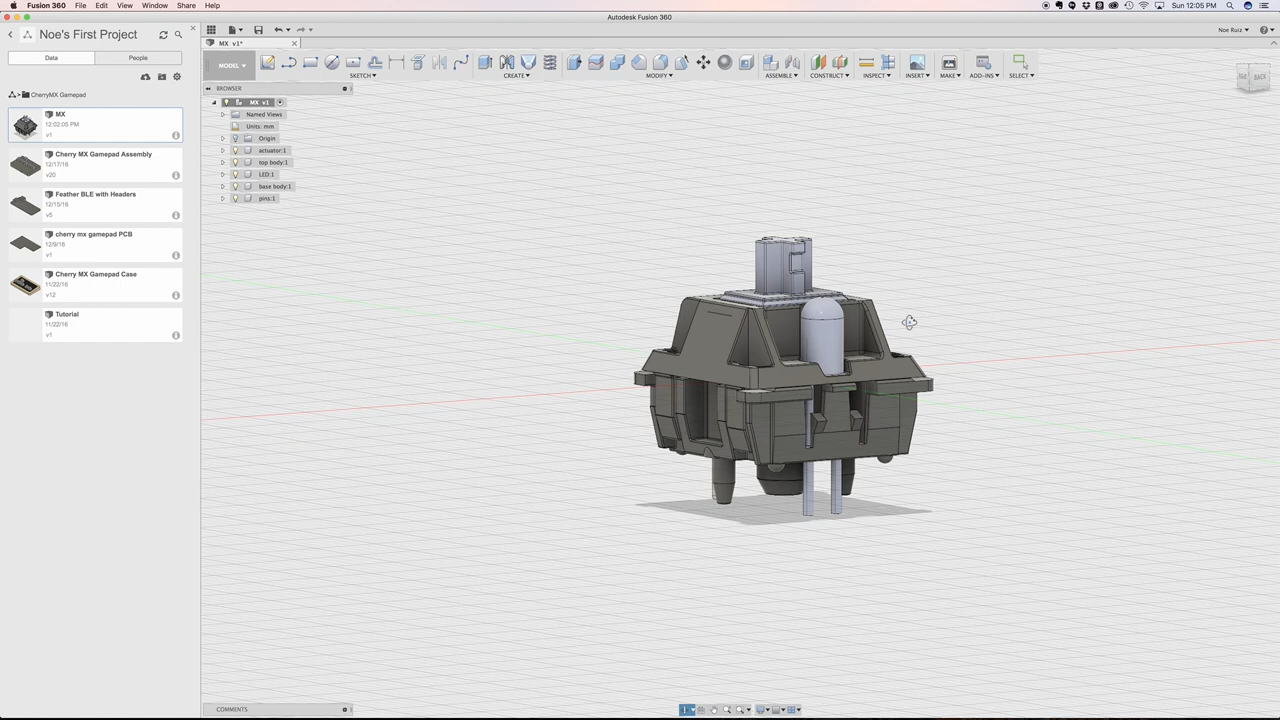 Fusion 360 File Edit View Window Share Help
Sun 12:05 PM
Autodesk Fusion 360
Noe's First Project
Noe Ruiz
MX v1*
Data People
MODEL
SKETCH CREATE MODIFY ASSEMBLE CONSTRUCT INSPECT INSERT MAKE ADD-INS SELECT
BROWSER
CherryMX Gamepad
MX
12:02:05 PM
v1
Cherry MX Gamepad Assembly
12/17/16
v20
Feather BLE with Headers
12/15/16
v5
cherry mx gamepad PCB
12/9/16
v1
Cherry MX Gamepad Case
11/22/16
v12
Tutorial
11/22/16
v1
MX v1
Named Views
Units: mm
Origin
actuator:1
top body:1
LED:1
base body:1
pins:1
BACK
COMMENTS